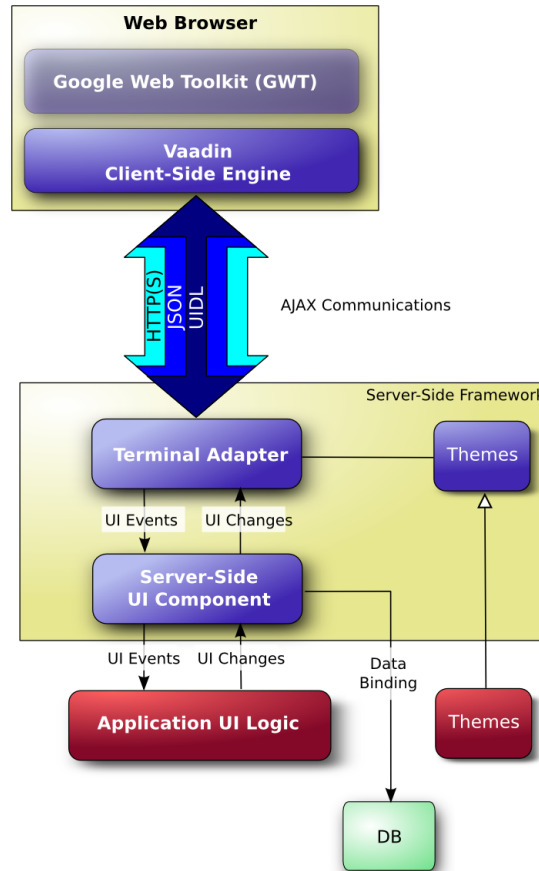 Web Browser
Google Web Toolkit (GWT)
Vaadin
Client-Side Engine
HTTP(S)
JSON
UIDL
AJAX Communications
Server-Side Framework
Terminal Adapter
Themes
UI Events
UI Changes
Server-Side
UI Component
UI Events
UI Changes
Data
Binding
Application UI Logic
Themes
DB